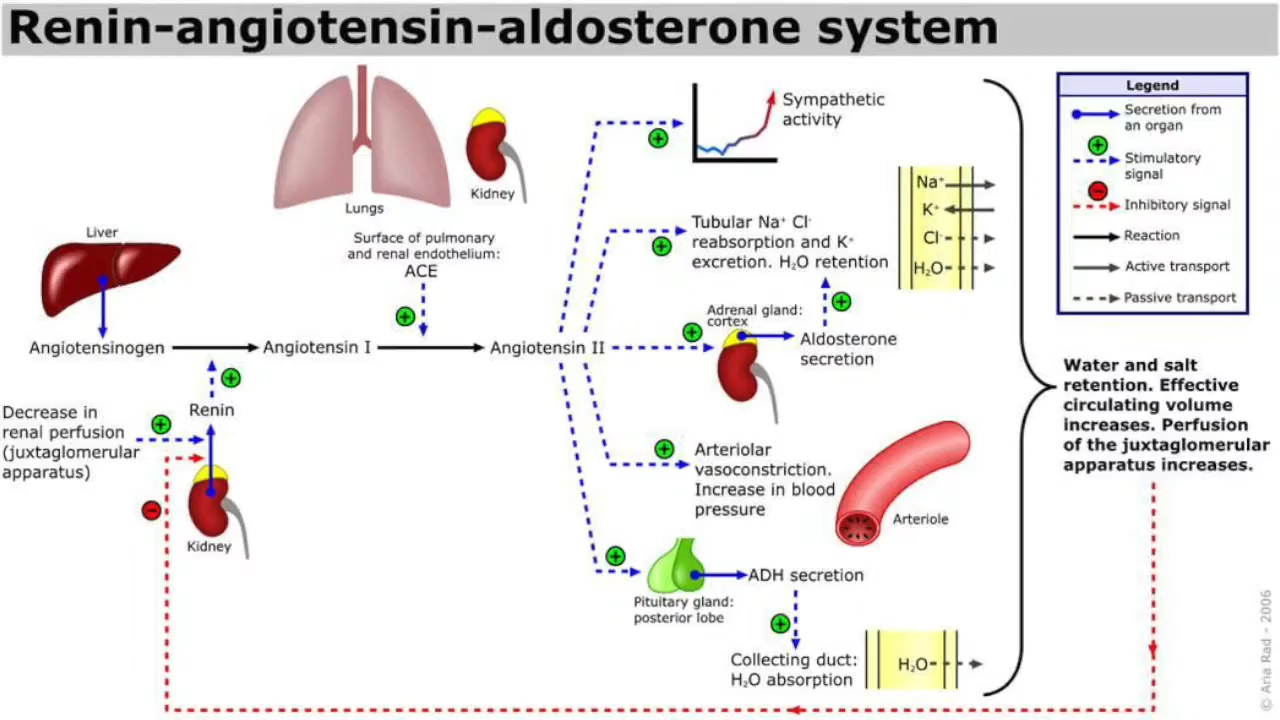 Renin-angiotensin-aldosterone system
Lungs
Kidney
Surface of pulmonary
and renal endothelium:
ACE
Liver
Angiotensinogen
Angiotensin I
Angiotensin II
Renin
Decrease in
renal perfusion
(juxtaglomerular
apparatus)
Kidney
Sympathetic
activity
Tubular Na⁺ Cl⁻
reabsorption and K⁺
excretion. H₂O retention
Na⁺
K⁺
Cl⁻
H₂O
Adrenal gland:
cortex
Aldosterone
secretion
Arteriolar
vasoconstriction.
Increase in blood
pressure
Arteriole
Pituitary gland:
posterior lobe
ADH secretion
Collecting duct:
H₂O absorption
H₂O
Legend
Secretion from
an organ
Stimulatory
signal
Inhibitory signal
Reaction
Active transport
Passive transport
Water and salt
retention. Effective
circulating volume
increases. Perfusion
of the juxtaglomerular
apparatus increases.
© Aria Rad - 2006